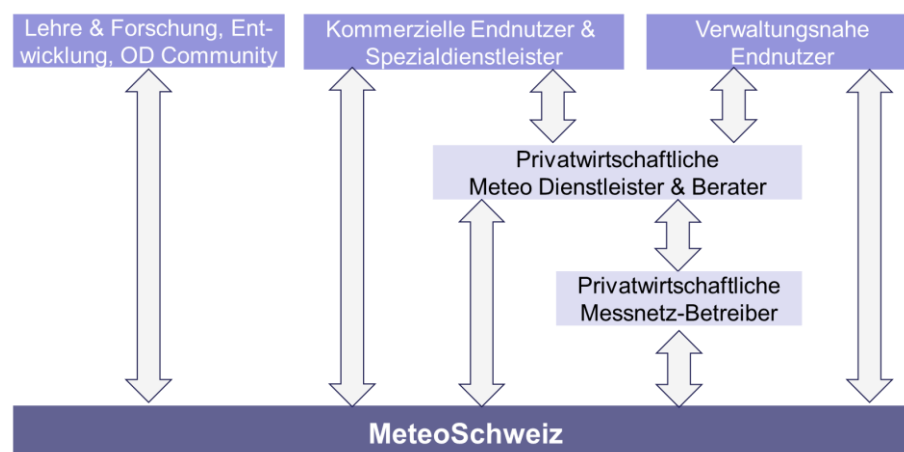 Lehre & Forschung, Ent-
wicklung, OD Community
Kommerzielle Endnutzer &
Spezialdienstleister
Verwaltungsnahe
Endnutzer
Privatwirtschaftliche
Meteo Dienstleister & Berater
Privatwirtschaftliche
Messnetz-Betreiber
MeteoSchweiz